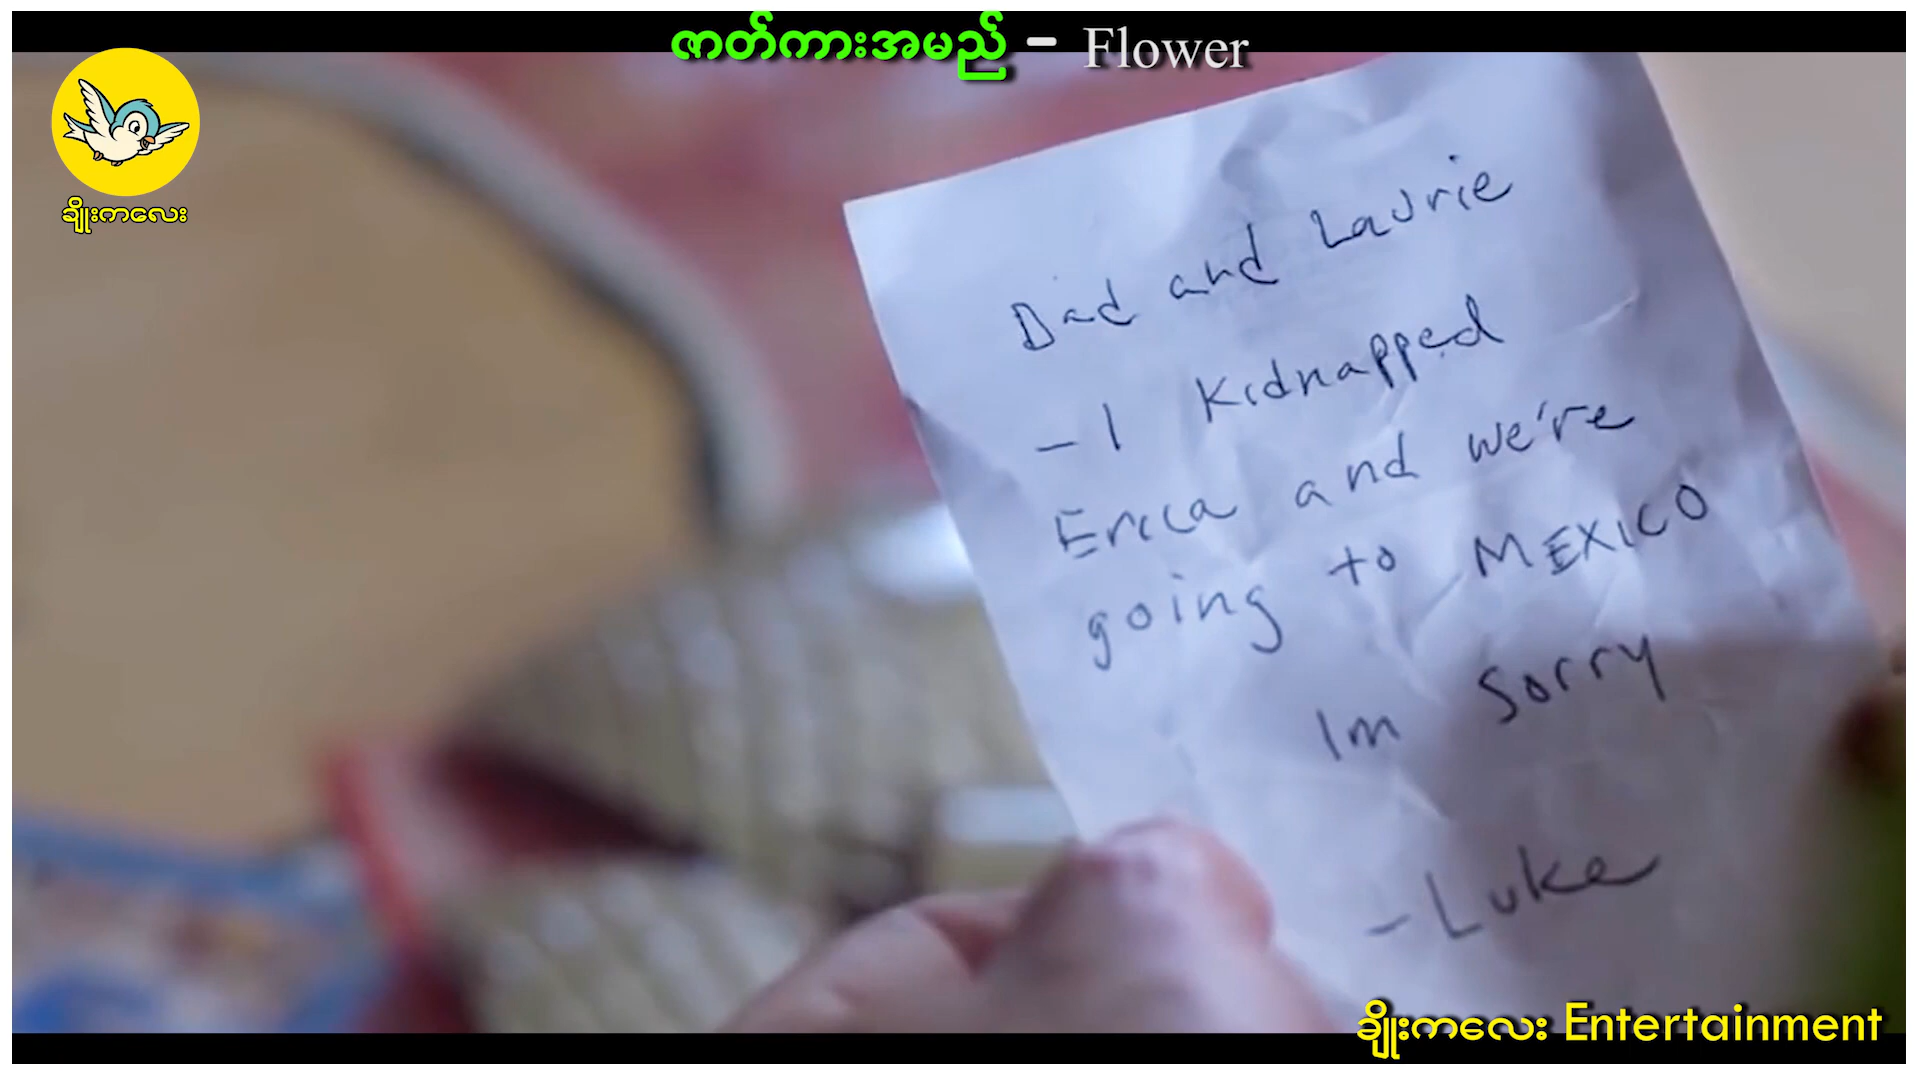 ဇာတ်ကားအမည် - Flower
ချိုးကလေး
Dad and Laurie
- I Kidnapped
Erica and we're
going to MEXICO
Im Sorry
- Luke
ချိုးကလေး Entertainment